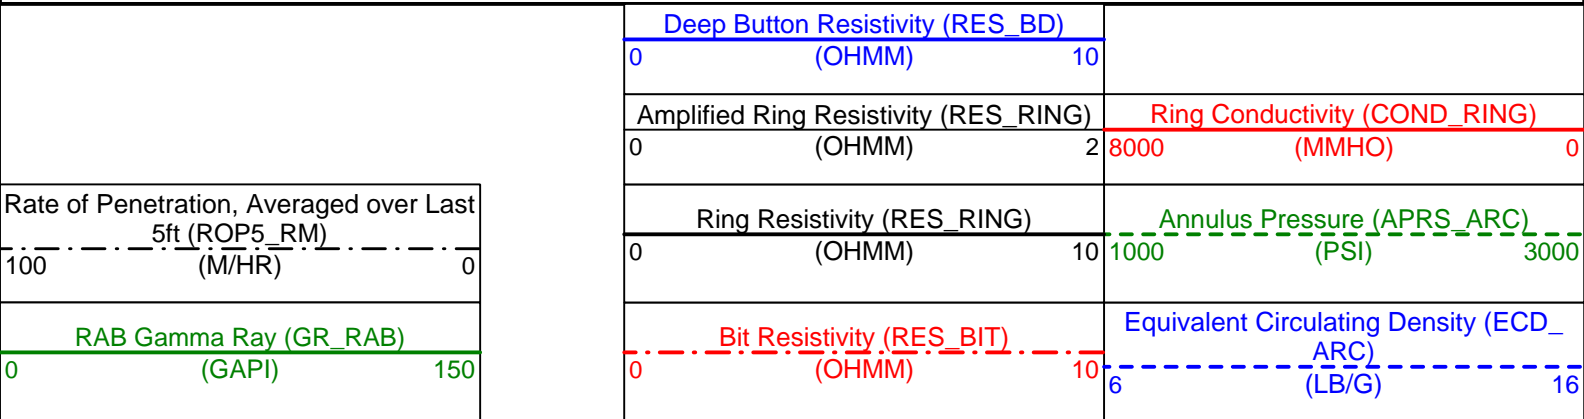 Deep Button Resistivity (RES_BD)
0 (OHMM) 10
Amplified Ring Resistivity (RES_RING)
0 (OHMM) 2
Ring Conductivity (COND_RING)
8000 (MMHO) 0
Rate of Penetration, Averaged over Last
5ft (ROP5_RM)
100 (M/HR) 0
Ring Resistivity (RES_RING)
0 (OHMM) 10
Annulus Pressure (APRS_ARC)
1000 (PSI) 3000
RAB Gamma Ray (GR_RAB)
0 (GAPI) 150
Bit Resistivity (RES_BIT)
0 (OHMM) 10
Equivalent Circulating Density (ECD_
ARC)
6 (LB/G) 16